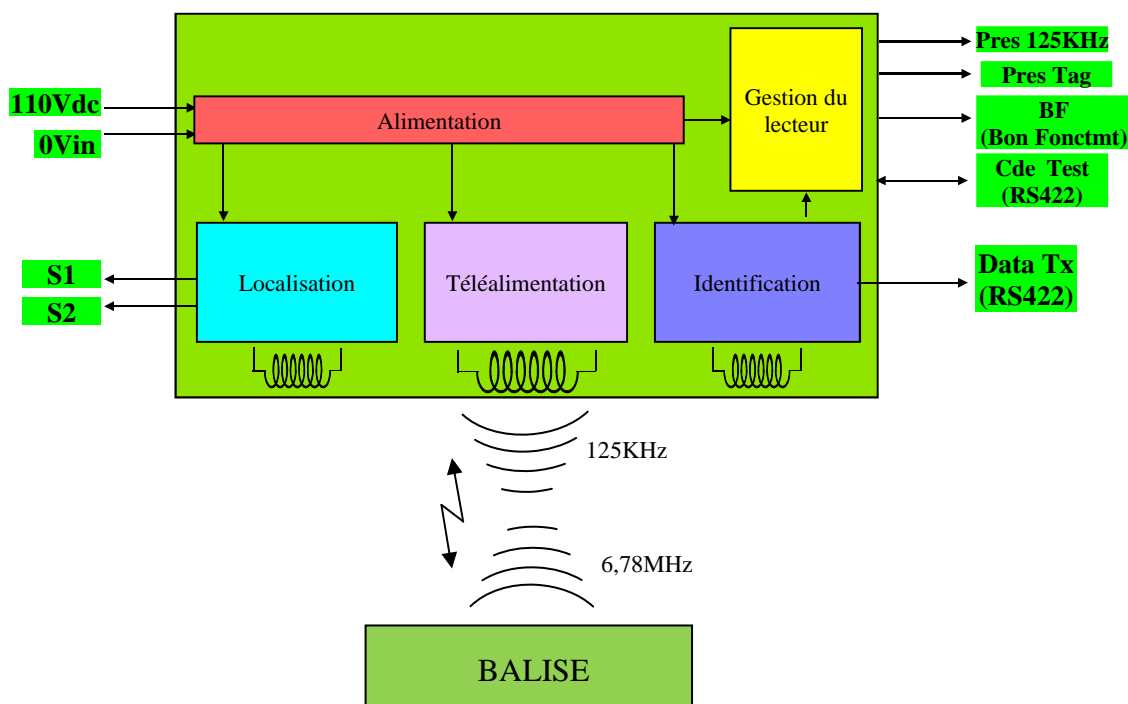 110Vdc
0Vin
Alimentation
Gestion du
lecteur
Pres 125KHz
Pres Tag
BF
(Bon Fonctmt)
Cde Test
(RS422)
S1
S2
Localisation
Téléalimentation
Identification
Data Tx
(RS422)
125KHz
6,78MHz
BALISE